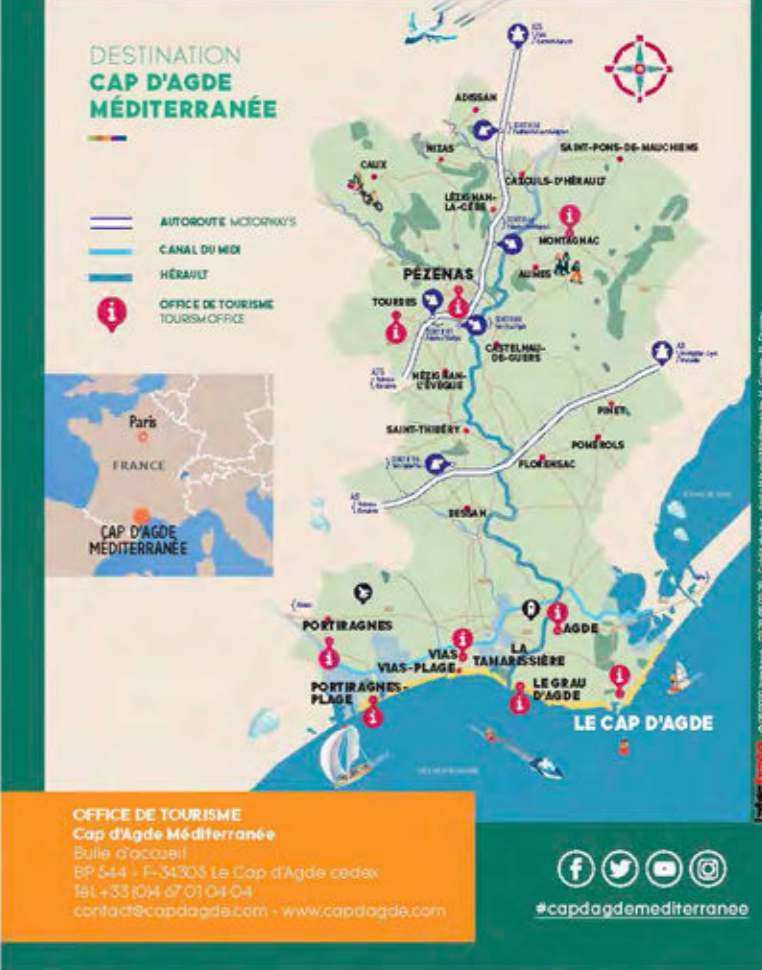 DESTINATION
CAP D'AGDE
MÉDITERRANÉE
AUTOROUTE MOTORWAYS
CANAL DU MIDI
HÉRAULT
OFFICE DE TOURISME
TOURISM OFFICE
Paris
FRANCE
CAP D'AGDE
MÉDITERRANÉE
ADISSAN
NIZAS
SAINT-PONS-DE-MAUCHIENS
CAUX
CAZOULS-D'HÉRAULT
LÉZIGNAN-
LA-CÈBE
MONTAGNAC
PÉZENAS
AUMES
TOURBES
CASTELNAU-
DE-GUERS
NÉZIGNAN-
L'ÉVÊQUE
PINET
SAINT-THIBÉRY
POMEROLS
FLORENSAC
BESSAN
PORTIRAGNES
AGDE
VIAS
LA
TAMARISSIÈRE
VIAS-PLAGE
PORTIRAGNES-
PLAGE
LE GRAU
D'AGDE
LE CAP D'AGDE
OFFICE DE TOURISME
Cap d'Agde Méditerranée
Bulle d'accueil
BP 544 - F-34305 Le Cap d'Agde cedex
Tél. +33 (0)4 67 01 04 04
contact@capdagde.com - www.capdagde.com
#capdagdemediterranee